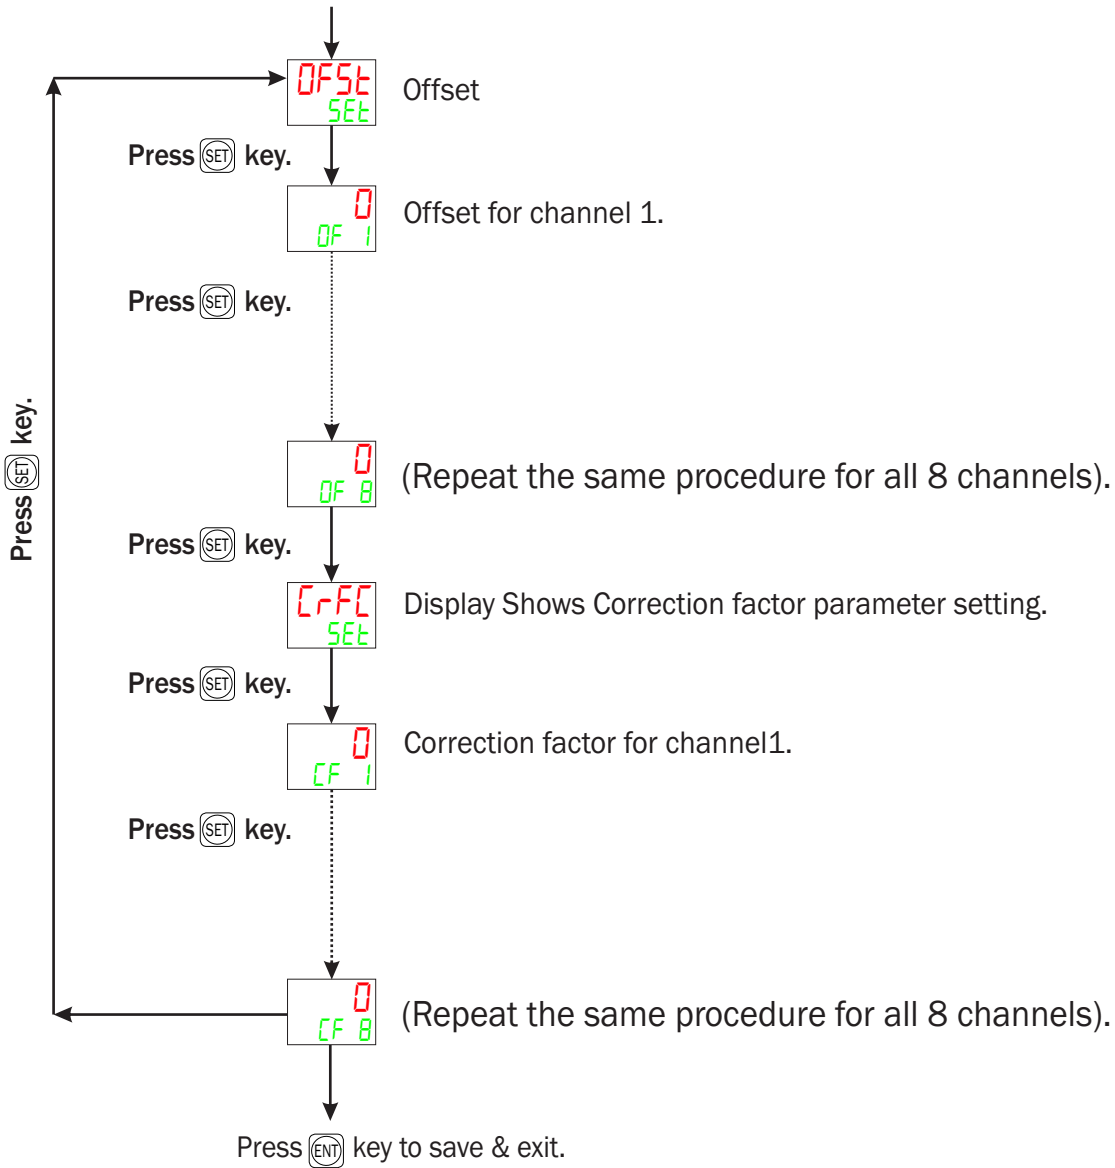 OFSt
SEt
Offset
Press SET key.
0
OF 1
Offset for channel 1.
Press SET key.
Press SET key.
0
OF 8
(Repeat the same procedure for all 8 channels).
Press SET key.
CrFC
SEt
Display Shows Correction factor parameter setting.
Press SET key.
0
CF 1
Correction factor for channel1.
Press SET key.
0
CF 8
(Repeat the same procedure for all 8 channels).
Press ENT key to save & exit.